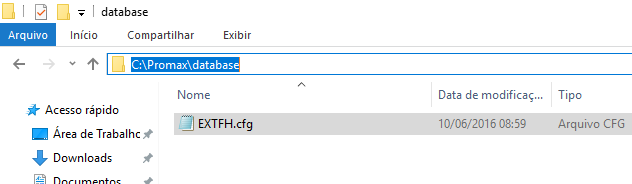 database
Arquivo Início Compartilhar Exibir
C:\Promax\database
Nome Data de modificaç... Tipo
Acesso rápido
EXTFH.cfg 10/06/2016 08:59 Arquivo CFG
Área de Trabalho
Downloads
Documentos